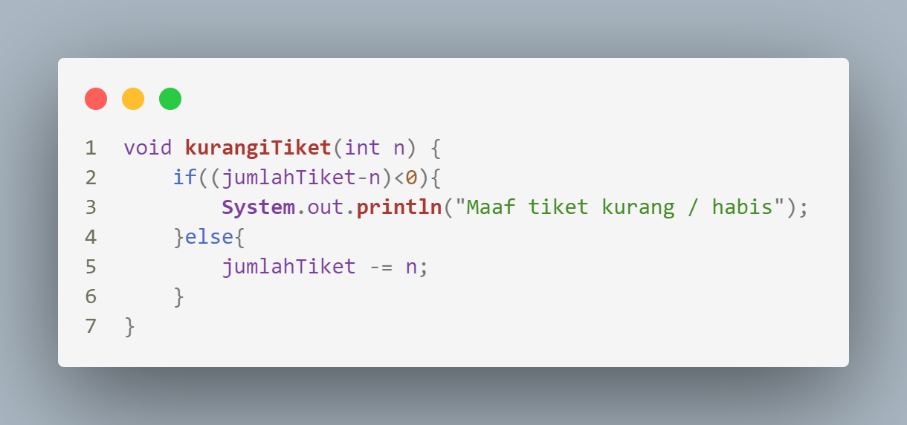 1 void kurangiTiket(int n) {
2     if((jumlahTiket-n)<0){
3         System.out.println("Maaf tiket kurang / habis");
4     }else{
5         jumlahTiket -= n;
6     }
7 }